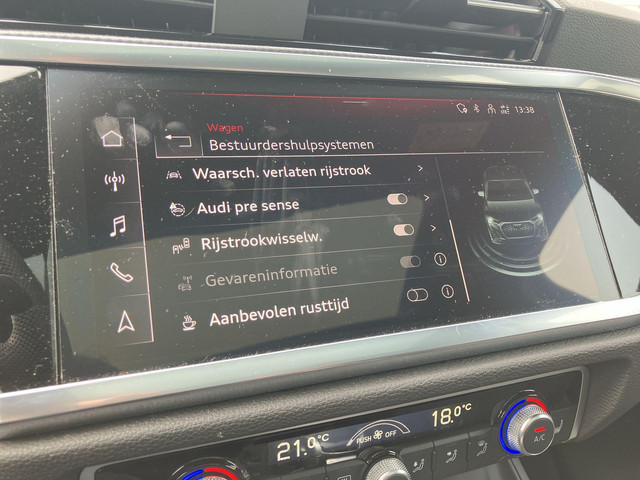 13:38
Wagen
Bestuurdershulpsystemen
Waarsch. verlaten rijstrook
Audi pre sense
Rijstrookwisselw.
Gevareninformatie
Aanbevolen rusttijd
21.0°C
PUSH OFF
18.0°C
A/C